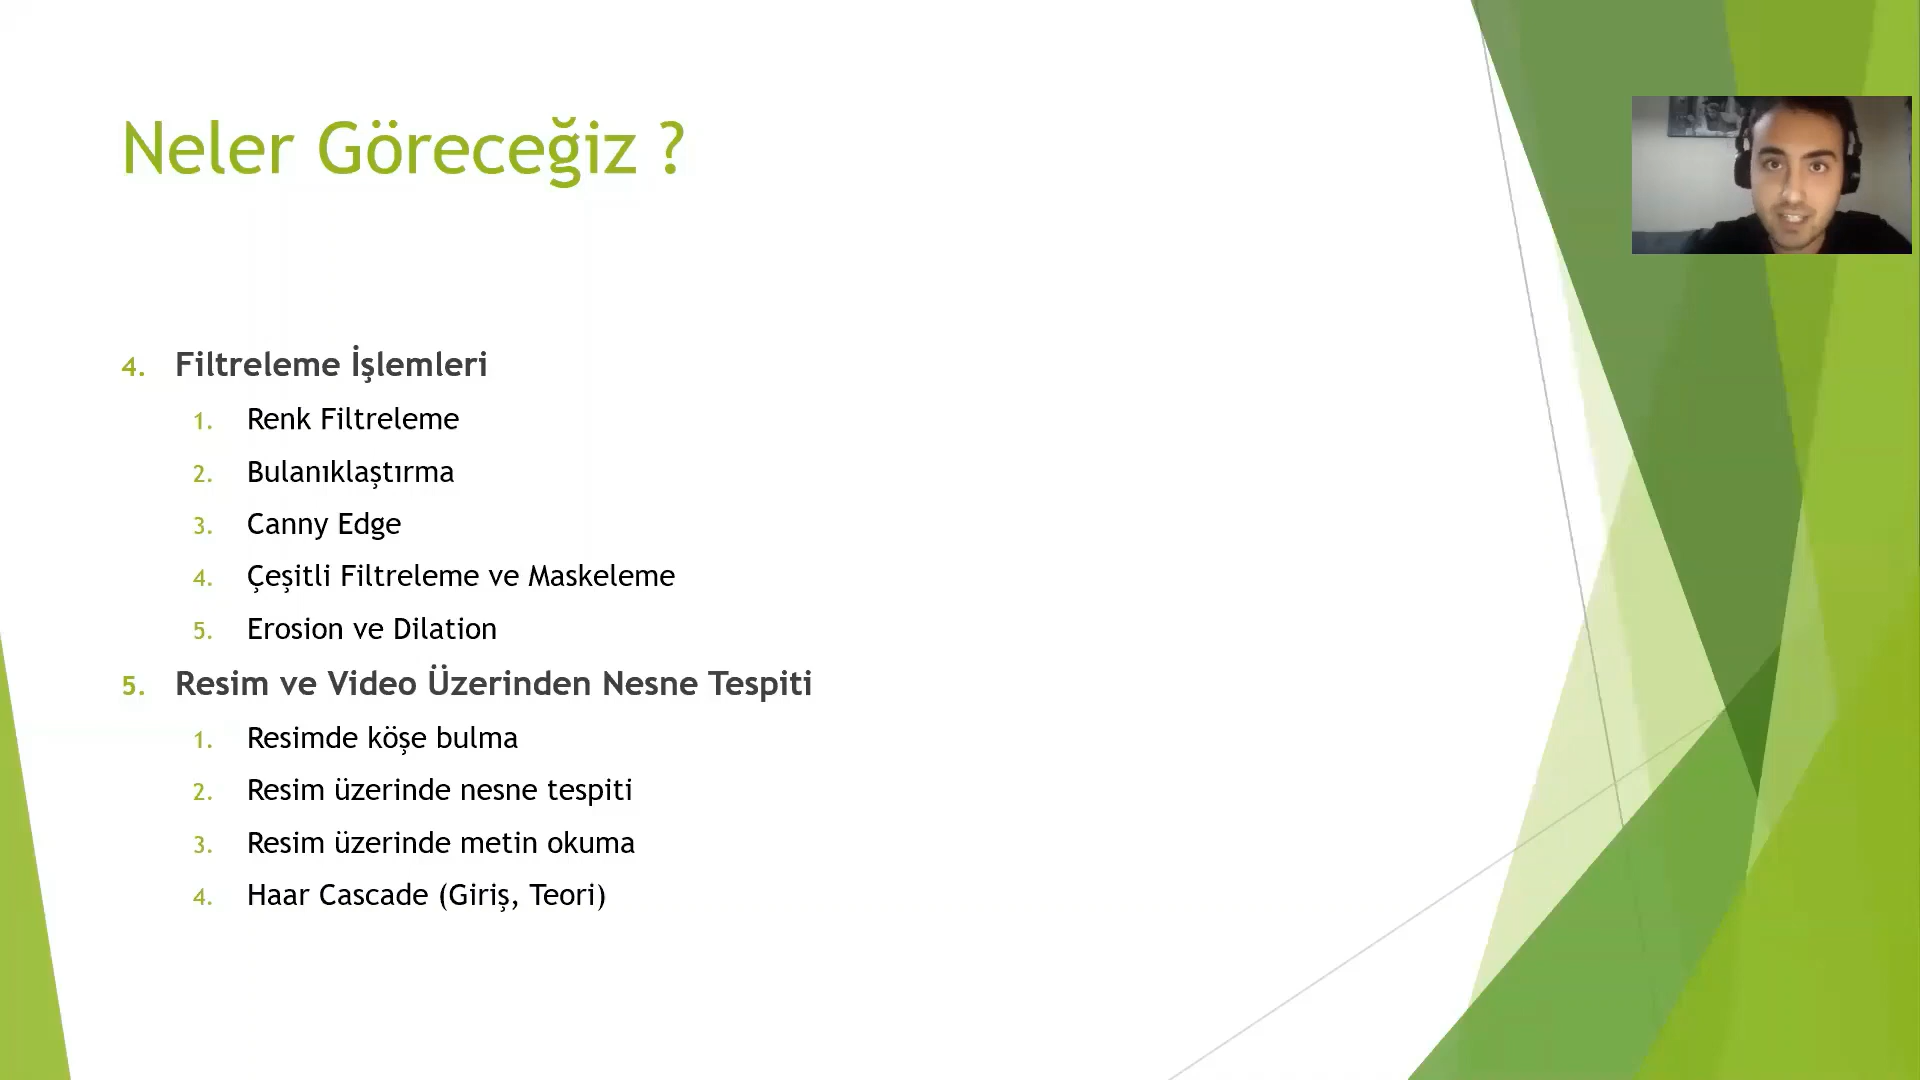 Neler Göreceğiz ?
4. Filtreleme İşlemleri
1. Renk Filtreleme
2. Bulanıklaştırma
3. Canny Edge
4. Çeşitli Filtreleme ve Maskeleme
5. Erosion ve Dilation
5. Resim ve Video Üzerinden Nesne Tespiti
1. Resimde köşe bulma
2. Resim üzerinde nesne tespiti
3. Resim üzerinde metin okuma
4. Haar Cascade (Giriş, Teori)